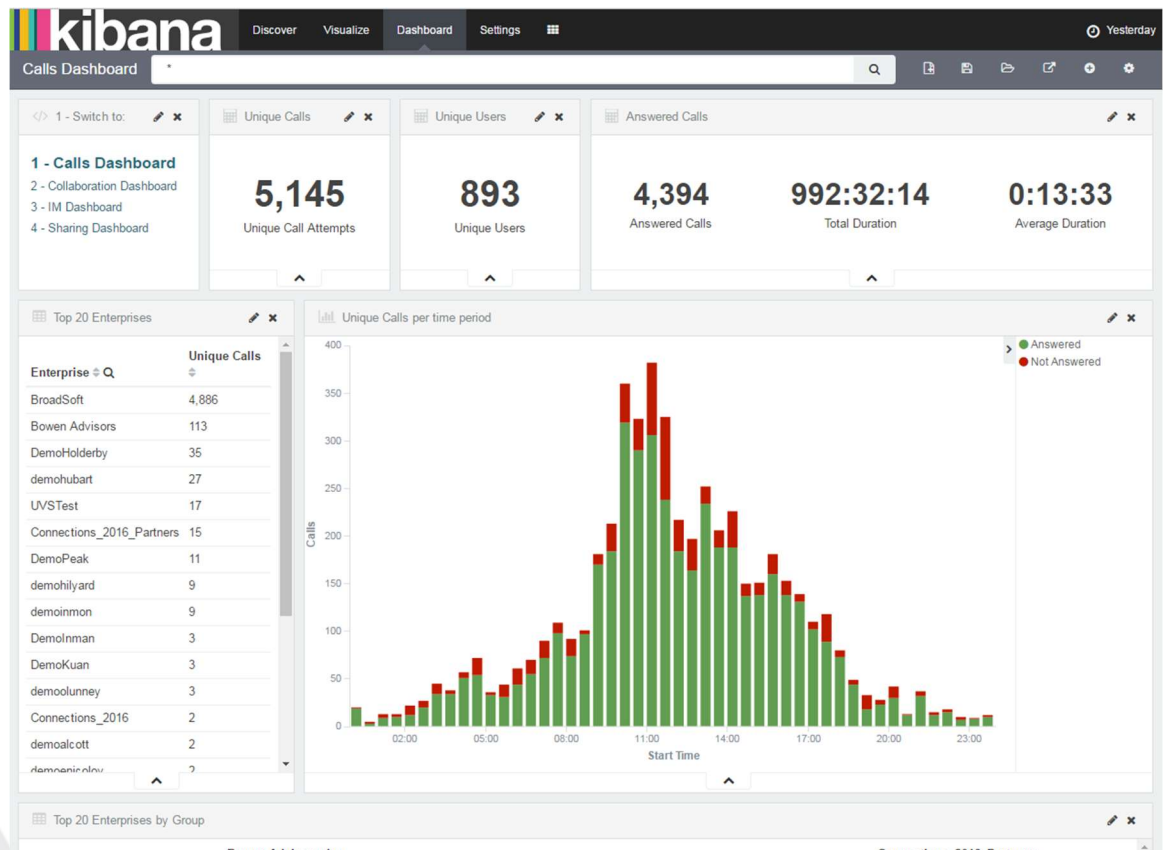 kibana
Discover Visualize Dashboard Settings
Yesterday
Calls Dashboard *
</> 1 - Switch to:
1 - Calls Dashboard
2 - Collaboration Dashboard
3 - IM Dashboard
4 - Sharing Dashboard
Unique Calls
5,145
Unique Call Attempts
Unique Users
893
Unique Users
Answered Calls
4,394 992:32:14 0:13:33
Answered Calls Total Duration Average Duration
Top 20 Enterprises
Enterprise Unique Calls
BroadSoft 4,886
Bowen Advisors 113
DemoHolderby 35
demohubart 27
UVSTest 17
Connections_2016_Partners 15
DemoPeak 11
demohilyard 9
demoinmon 9
DemoInman 3
DemoKuan 3
demoolunney 3
Connections_2016 2
demoalcott 2
Unique Calls per time period
400
350
300
250
200
150
100
50
0
Calls
02:00 05:00 08:00 11:00 14:00 17:00 20:00 23:00
Start Time
Answered
Not Answered
Top 20 Enterprises by Group